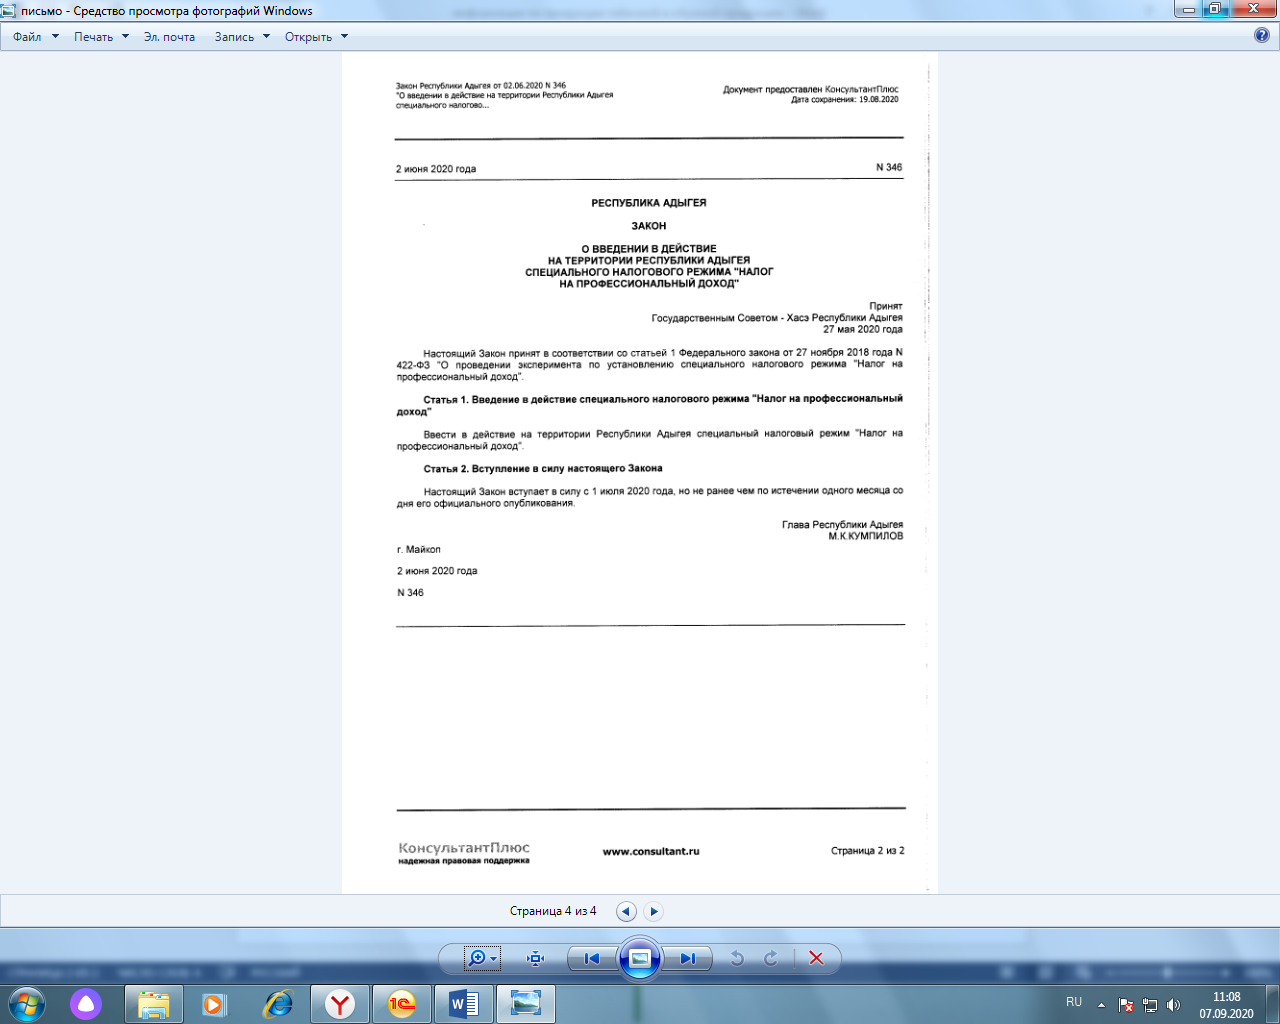 письмо - Средство просмотра фотографий Windows
Файл Печать Эл. почта Запись Открыть
Закон Республики Адыгея от 02.06.2020 N 346
"О введении в действие на территории Республики Адыгея
специального налогово...
Документ предоставлен КонсультантПлюс
Дата сохранения: 19.08.2020
2 июня 2020 года
N 346
РЕСПУБЛИКА АДЫГЕЯ
ЗАКОН
О ВВЕДЕНИИ В ДЕЙСТВИЕ
НА ТЕРРИТОРИИ РЕСПУБЛИКИ АДЫГЕЯ
СПЕЦИАЛЬНОГО НАЛОГОВОГО РЕЖИМА "НАЛОГ
НА ПРОФЕССИОНАЛЬНЫЙ ДОХОД"
Принят
Государственным Советом - Хасэ Республики Адыгея
27 мая 2020 года
Настоящий Закон принят в соответствии со статьей 1 Федерального закона от 27 ноября 2018 года N
422-ФЗ "О проведении эксперимента по установлению специального налогового режима "Налог на
профессиональный доход".
Статья 1. Введение в действие специального налогового режима "Налог на профессиональный
доход"
Ввести в действие на территории Республики Адыгея специальный налоговый режим "Налог на
профессиональный доход".
Статья 2. Вступление в силу настоящего Закона
Настоящий Закон вступает в силу с 1 июля 2020 года, но не ранее чем по истечении одного месяца со
дня его официального опубликования.
Глава Республики Адыгея
М.К.КУМПИЛОВ
г. Майкоп
2 июня 2020 года
N 346
КонсультантПлюс
надежная правовая поддержка
www.consultant.ru
Страница 2 из 2
Страница 4 из 4
RU
11:08
07.09.2020